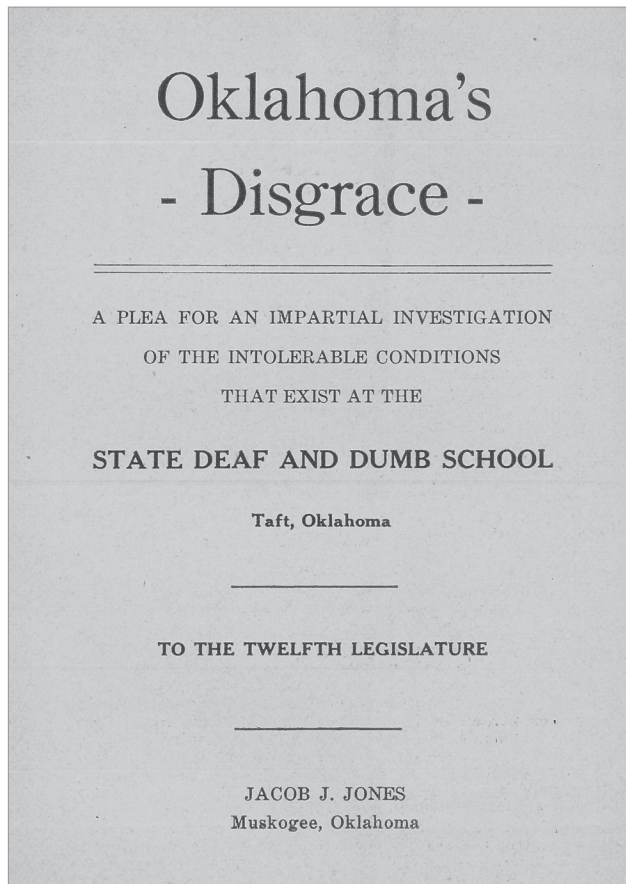 Oklahoma's
- Disgrace -
A PLEA FOR AN IMPARTIAL INVESTIGATION
OF THE INTOLERABLE CONDITIONS
THAT EXIST AT THE
STATE DEAF AND DUMB SCHOOL
Taft, Oklahoma
TO THE TWELFTH LEGISLATURE
JACOB J. JONES
Muskogee, Oklahoma